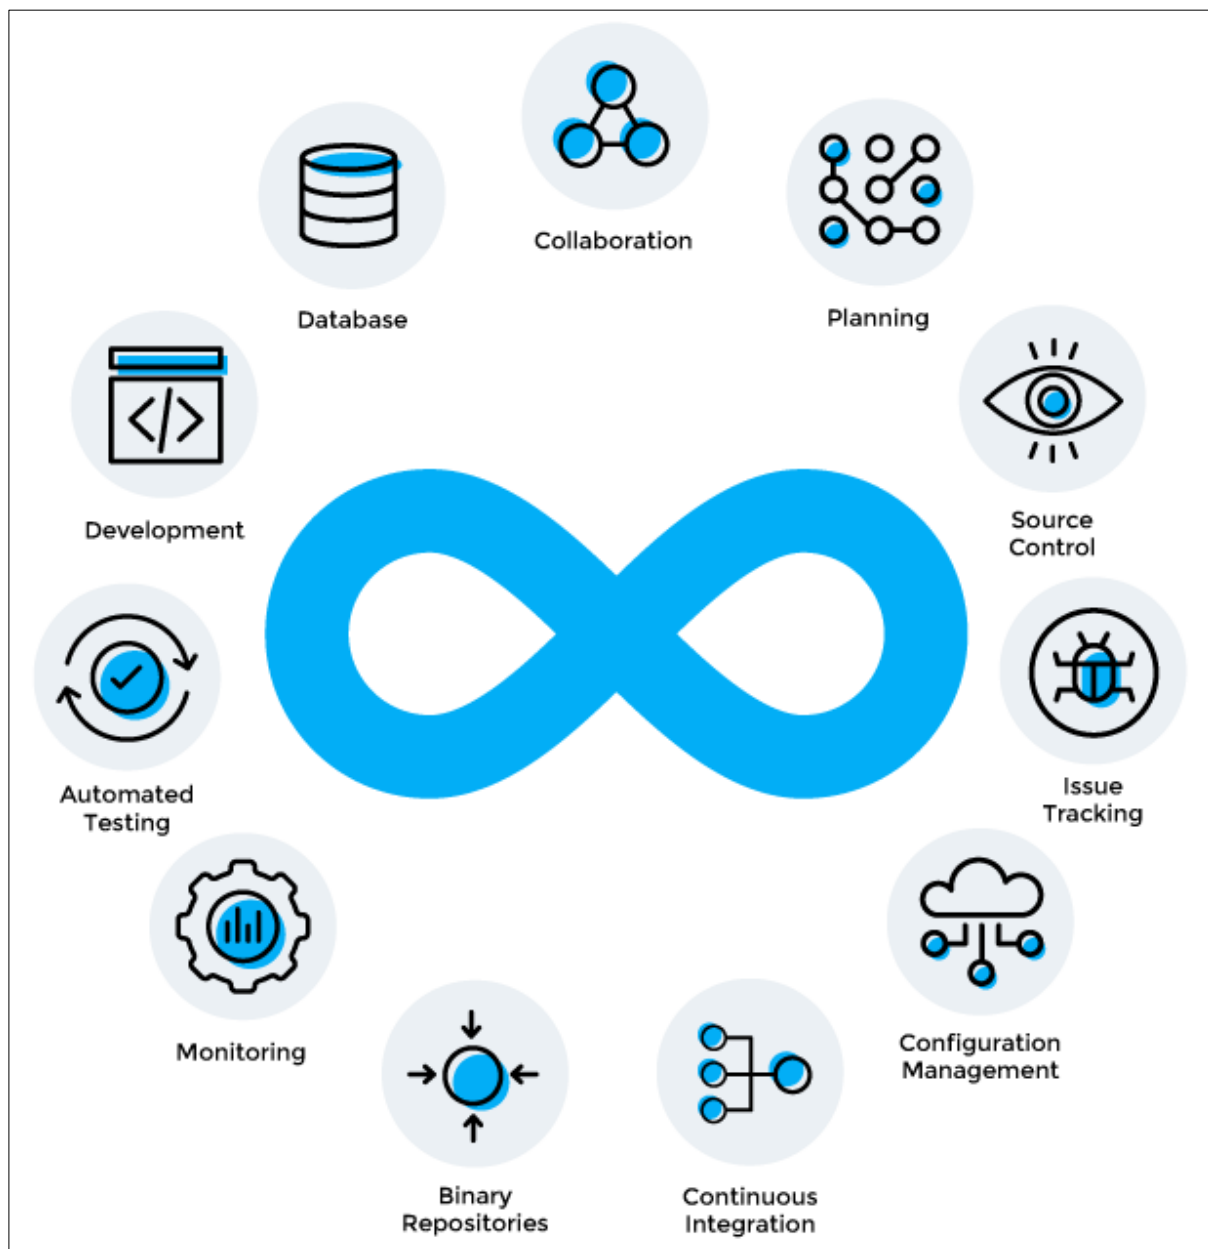 Collaboration
Database
Planning
Development
Source
Control
Automated
Testing
Issue
Tracking
Monitoring
Configuration
Management
Binary
Repositories
Continuous
Integration